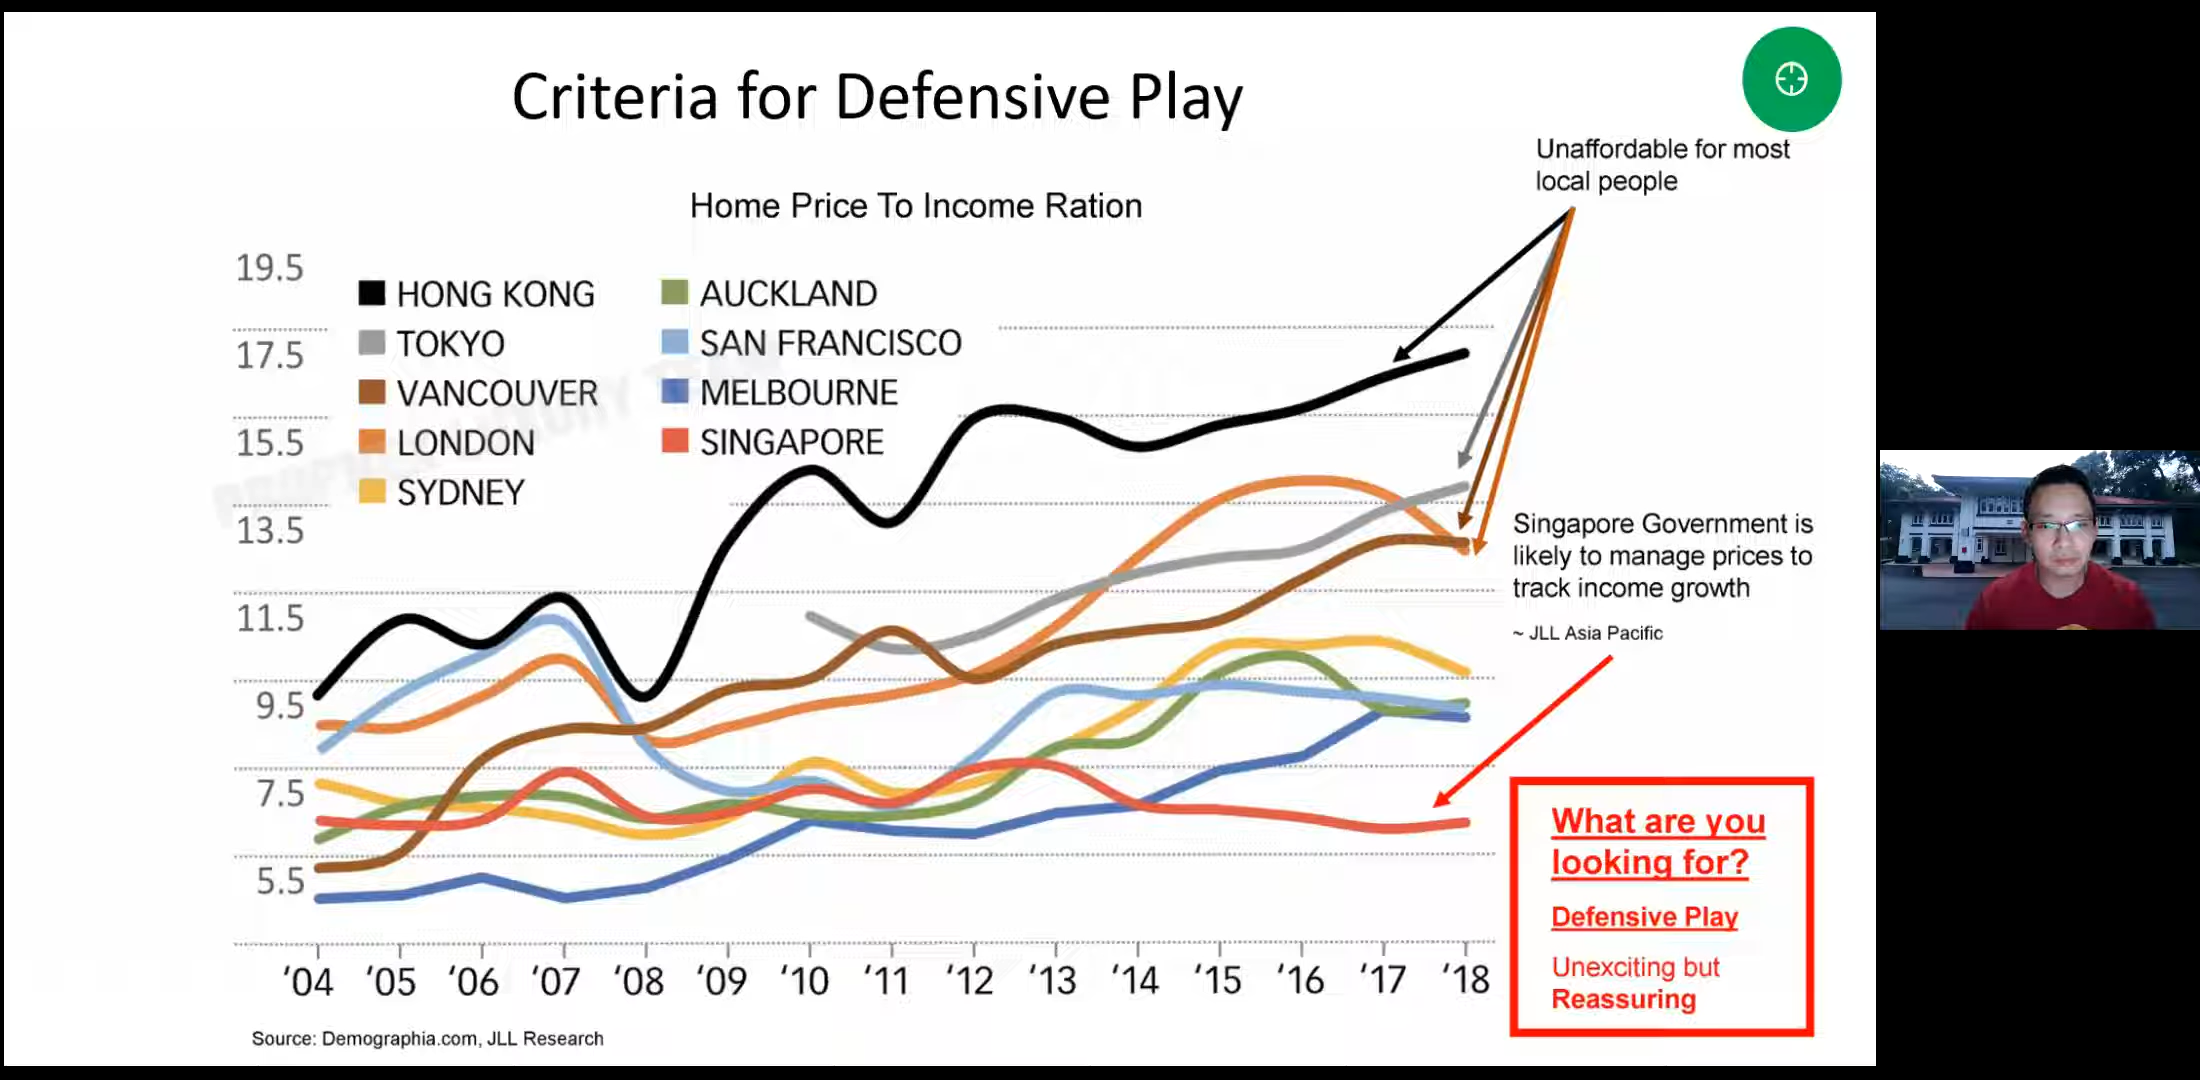 Criteria for Defensive Play
Unaffordable for most
local people
Home Price To Income Ration
19.5
17.5
15.5
13.5
11.5
9.5
7.5
5.5
HONG KONG
TOKYO
VANCOUVER
LONDON
SYDNEY
AUCKLAND
SAN FRANCISCO
MELBOURNE
SINGAPORE
Singapore Government is
likely to manage prices to
track income growth
~ JLL Asia Pacific
What are you
looking for?
Defensive Play
Unexciting but
Reassuring
‘04 ‘05 ‘06 ‘07 ‘08 ‘09 ‘10 ‘11 ‘12 ‘13 ‘14 ‘15 ‘16 ‘17 ‘18
Source: Demographia.com, JLL Research